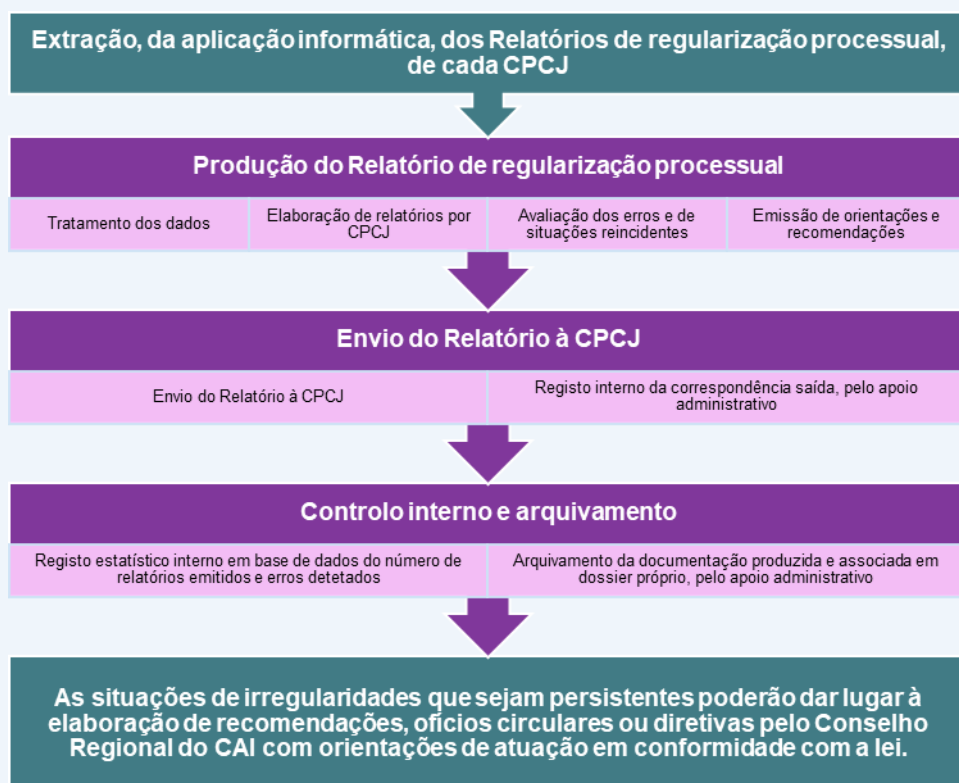 Extração, da aplicação informática, dos Relatórios de regularização processual,
de cada CPCJ
Produção do Relatório de regularização processual
Tratamento dos dados
Elaboração de relatórios por
CPCJ
Avaliação dos erros e de
situações reincidentes
Emissão de orientações e
recomendações
Envio do Relatório à CPCJ
Envio do Relatório à CPCJ
Registo interno da correspondência saída, pelo apoio
administrativo
Controlo interno e arquivamento
Registo estatístico interno em base de dados do número de
relatórios emitidos e erros detetados
Arquivamento da documentação produzida e associada em
dossier próprio, pelo apoio administrativo
As situações de irregularidades que sejam persistentes poderão dar lugar à
elaboração de recomendações, ofícios circulares ou diretivas pelo Conselho
Regional do CAI com orientações de atuação em conformidade com a lei.